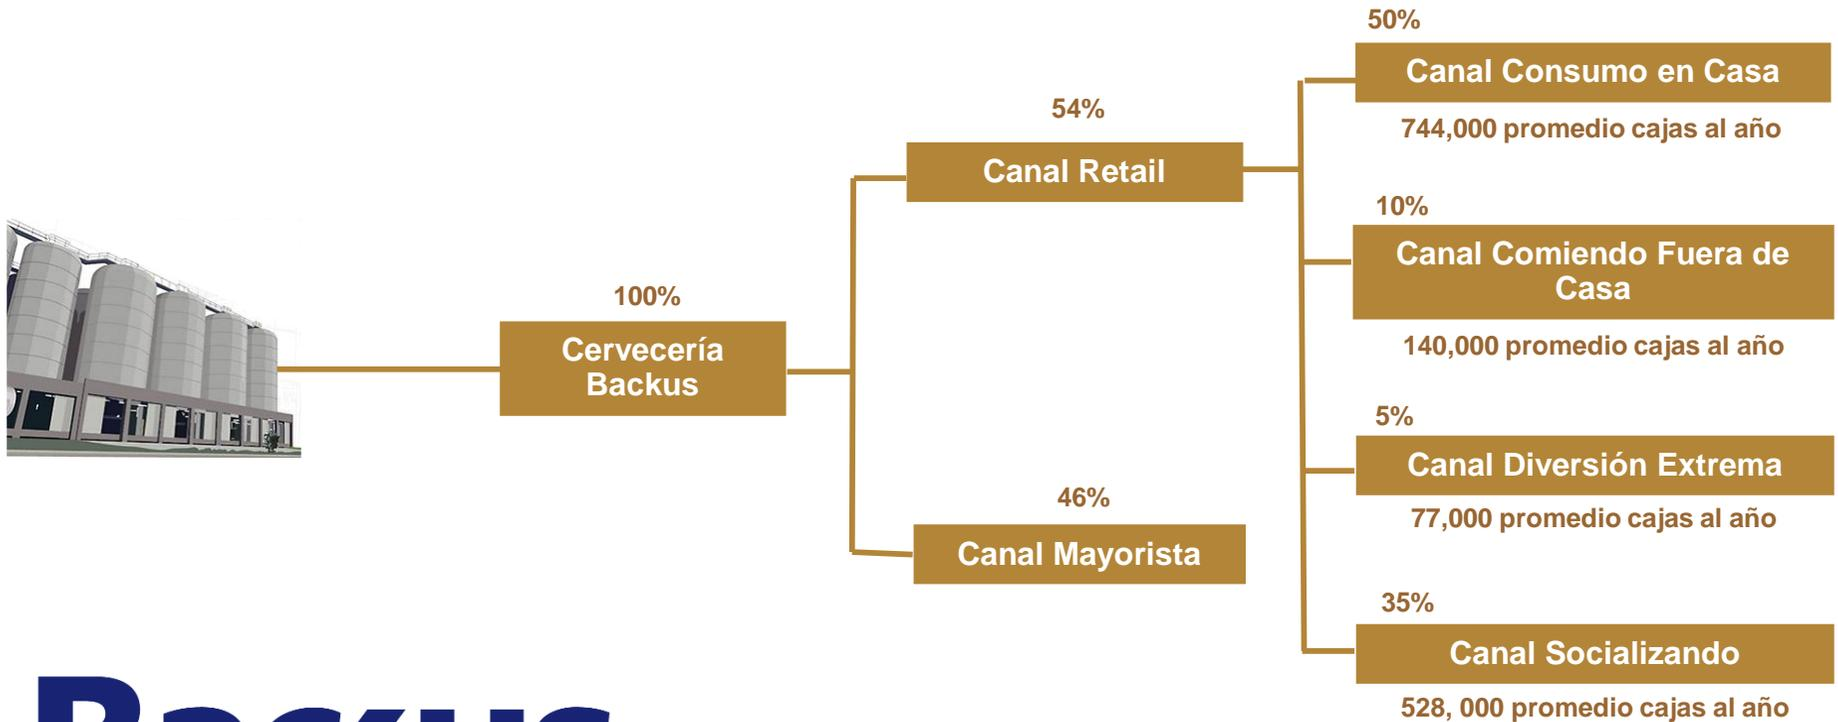 100%
Cervecería
Backus
54%
Canal Retail
46%
Canal Mayorista
50%
Canal Consumo en Casa
744,000 promedio cajas al año
10%
Canal Comiendo Fuera de
Casa
140,000 promedio cajas al año
5%
Canal Diversión Extrema
77,000 promedio cajas al año
35%
Canal Socializando
528, 000 promedio cajas al año
Backus